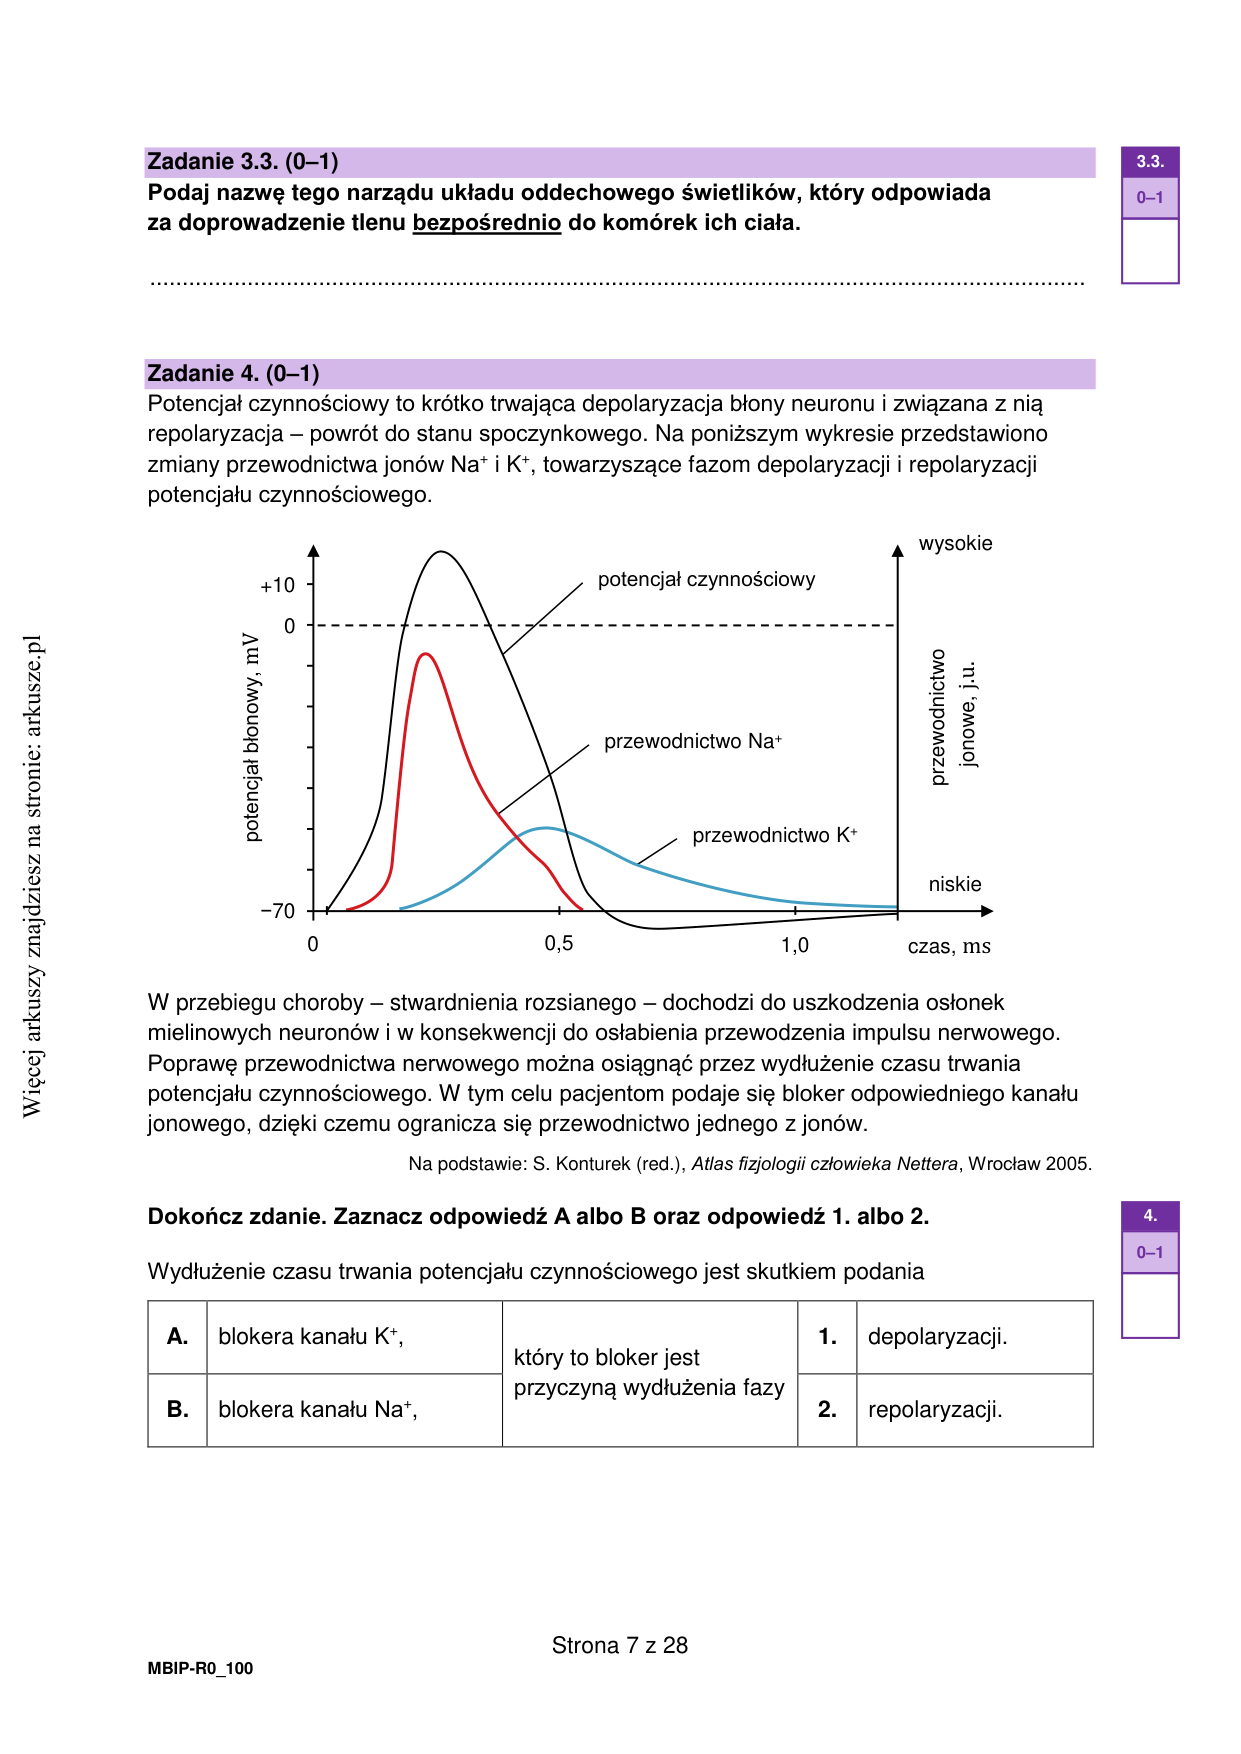 Zadanie 3.3. (0–1)
Podaj nazwę tego narządu układu oddechowego świetlików, który odpowiada
za doprowadzenie tlenu bezpośrednio do komórek ich ciała.
3.3.
0–1
Zadanie 4. (0–1)
Potencjał czynnościowy to krótko trwająca depolaryzacja błony neuronu i związana z nią
repolaryzacja – powrót do stanu spoczynkowego. Na poniższym wykresie przedstawiono
zmiany przewodnictwa jonów Na⁺ i K⁺, towarzyszące fazom depolaryzacji i repolaryzacji
potencjału czynnościowego.
wysokie
+10
potencjał czynnościowy
0
potencjał błonowy, mV
przewodnictwo
jonowe, j.u.
przewodnictwo Na⁺
przewodnictwo K⁺
niskie
−70
0
0,5
1,0
czas, ms
W przebiegu choroby – stwardnienia rozsianego – dochodzi do uszkodzenia osłonek
mielinowych neuronów i w konsekwencji do osłabienia przewodzenia impulsu nerwowego.
Poprawę przewodnictwa nerwowego można osiągnąć przez wydłużenie czasu trwania
potencjału czynnościowego. W tym celu pacjentom podaje się bloker odpowiedniego kanału
jonowego, dzięki czemu ogranicza się przewodnictwo jednego z jonów.
Na podstawie: S. Konturek (red.), Atlas fizjologii człowieka Nettera, Wrocław 2005.
Dokończ zdanie. Zaznacz odpowiedź A albo B oraz odpowiedź 1. albo 2.
4.
0–1
Wydłużenie czasu trwania potencjału czynnościowego jest skutkiem podania
A. blokera kanału K⁺,
B. blokera kanału Na⁺,
który to bloker jest
przyczyną wydłużenia fazy
1. depolaryzacji.
2. repolaryzacji.
Strona 7 z 28
MBIP-R0_100
Więcej arkuszy znajdziesz na stronie: arkusze.pl